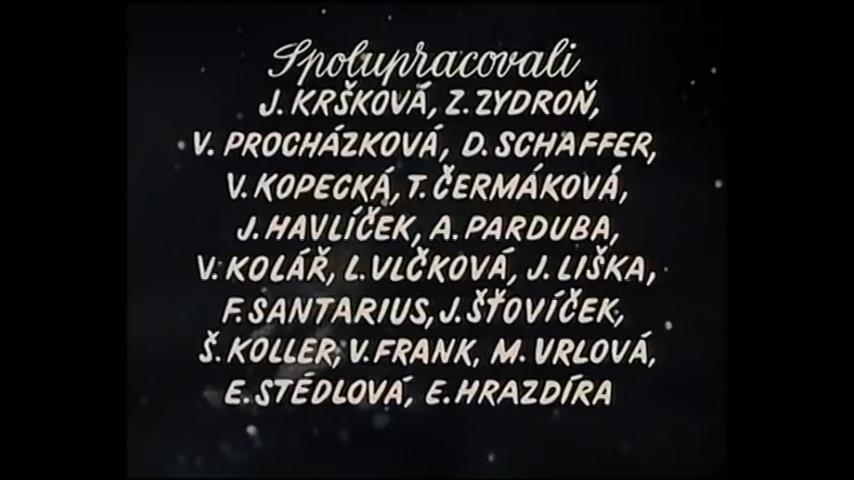 Spolupracovali
J. KRŠKOVÁ, Z. ZYDROŇ,
V. PROCHÁZKOVÁ, D. SCHAFFER,
V. KOPECKÁ, T. ČERMÁKOVÁ,
J. HAVLÍČEK, A. PARDUBA,
V. KOLÁŘ, L. VLČKOVÁ, J. LIŠKA,
F. SANTARIUS, J. ŠŤOVÍČEK,
Š. KOLLER, V. FRANK, M. VRLOVÁ,
E. STÉDLOVÁ, E. HRAZDÍRA